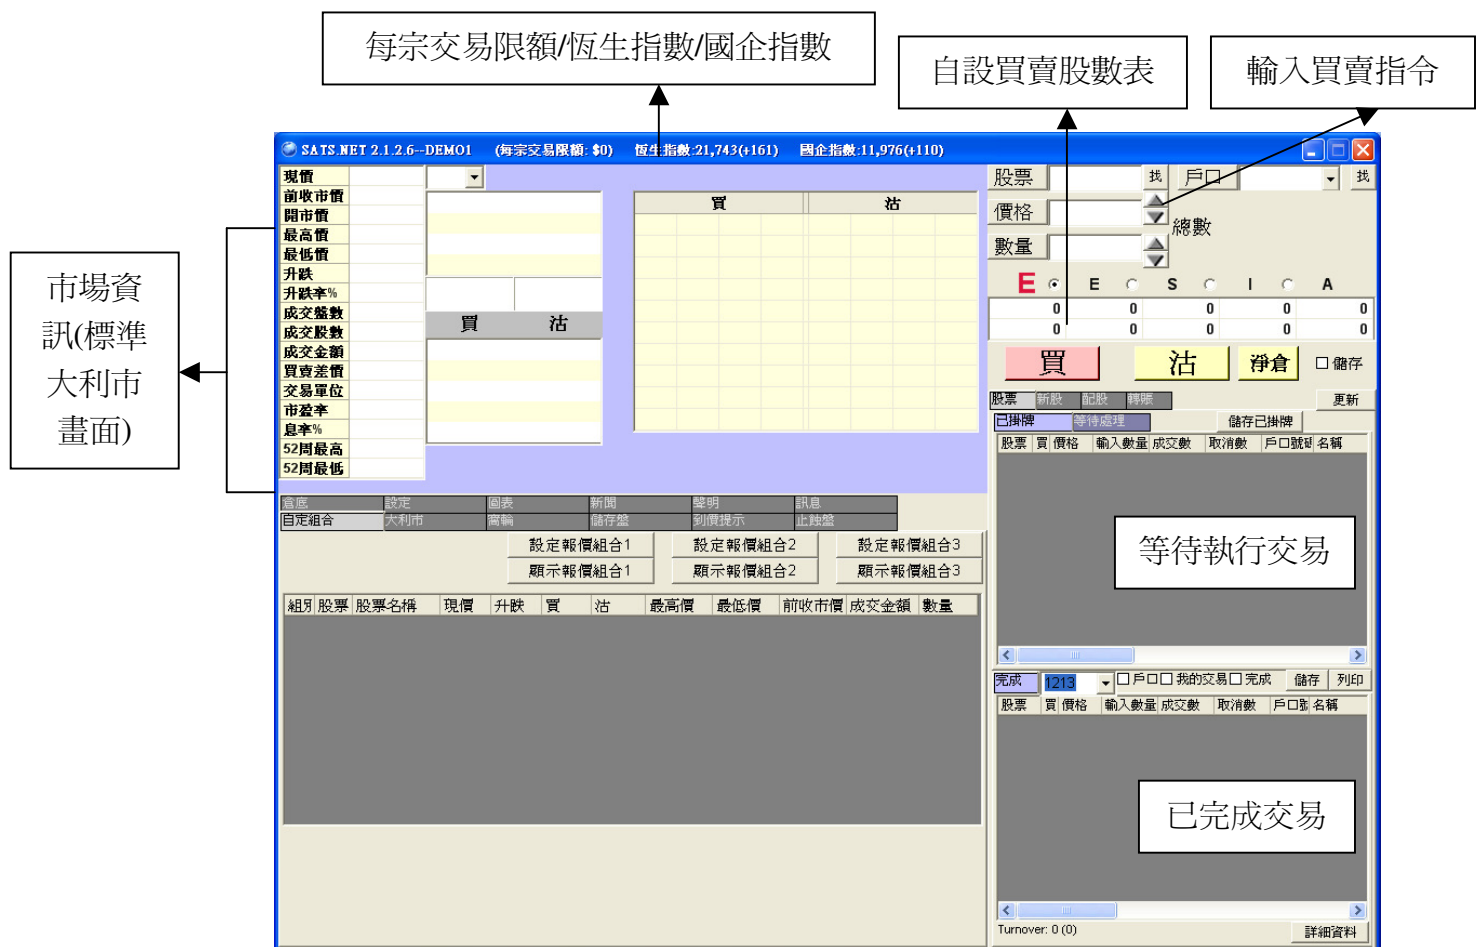 每宗交易限額/恆生指數/國企指數
自設買賣股數表
輸入買賣指令
SATS.NET 2.1.2.6--DEMO1 (每宗交易限額: $0) 恆生指數:21,743(+161) 國企指數:11,976(+110)
市場資
訊(標準
大利市
畫面)
現價
前收市價
開市價
最高價
最低價
升跌
升跌率%
成交盤數
成交股數
成交金額
買賣差價
交易單位
市盈率
息率%
52周最高
52周最低
買 沽
買 沽
股票 找 戶口 找
價格
總數
數量
E E S I A
0 0 0 0 0
0 0 0 0 0
買 沽 淨倉 儲存
股票 新股 配股 轉賬 更新
已掛牌 等待處理 儲存已掛牌
股票 買 價格 輸入數量 成交數 取消數 戶口號 名稱
等待執行交易
倉底 設定 圖表 新聞 聲明 訊息
自定組合 大利市 窩輪 儲存盤 到價提示 止蝕盤
設定報價組合1 設定報價組合2 設定報價組合3
顯示報價組合1 顯示報價組合2 顯示報價組合3
組別 股票 股票名稱 現價 升跌 買 沽 最高價 最低價 前收市價 成交金額 數量
完成 1213 戶口 我的交易 完成 儲存 列印
股票 買 價格 輸入數量 成交數 取消數 戶口號 名稱
已完成交易
Turnover: 0 (0) 詳細資料